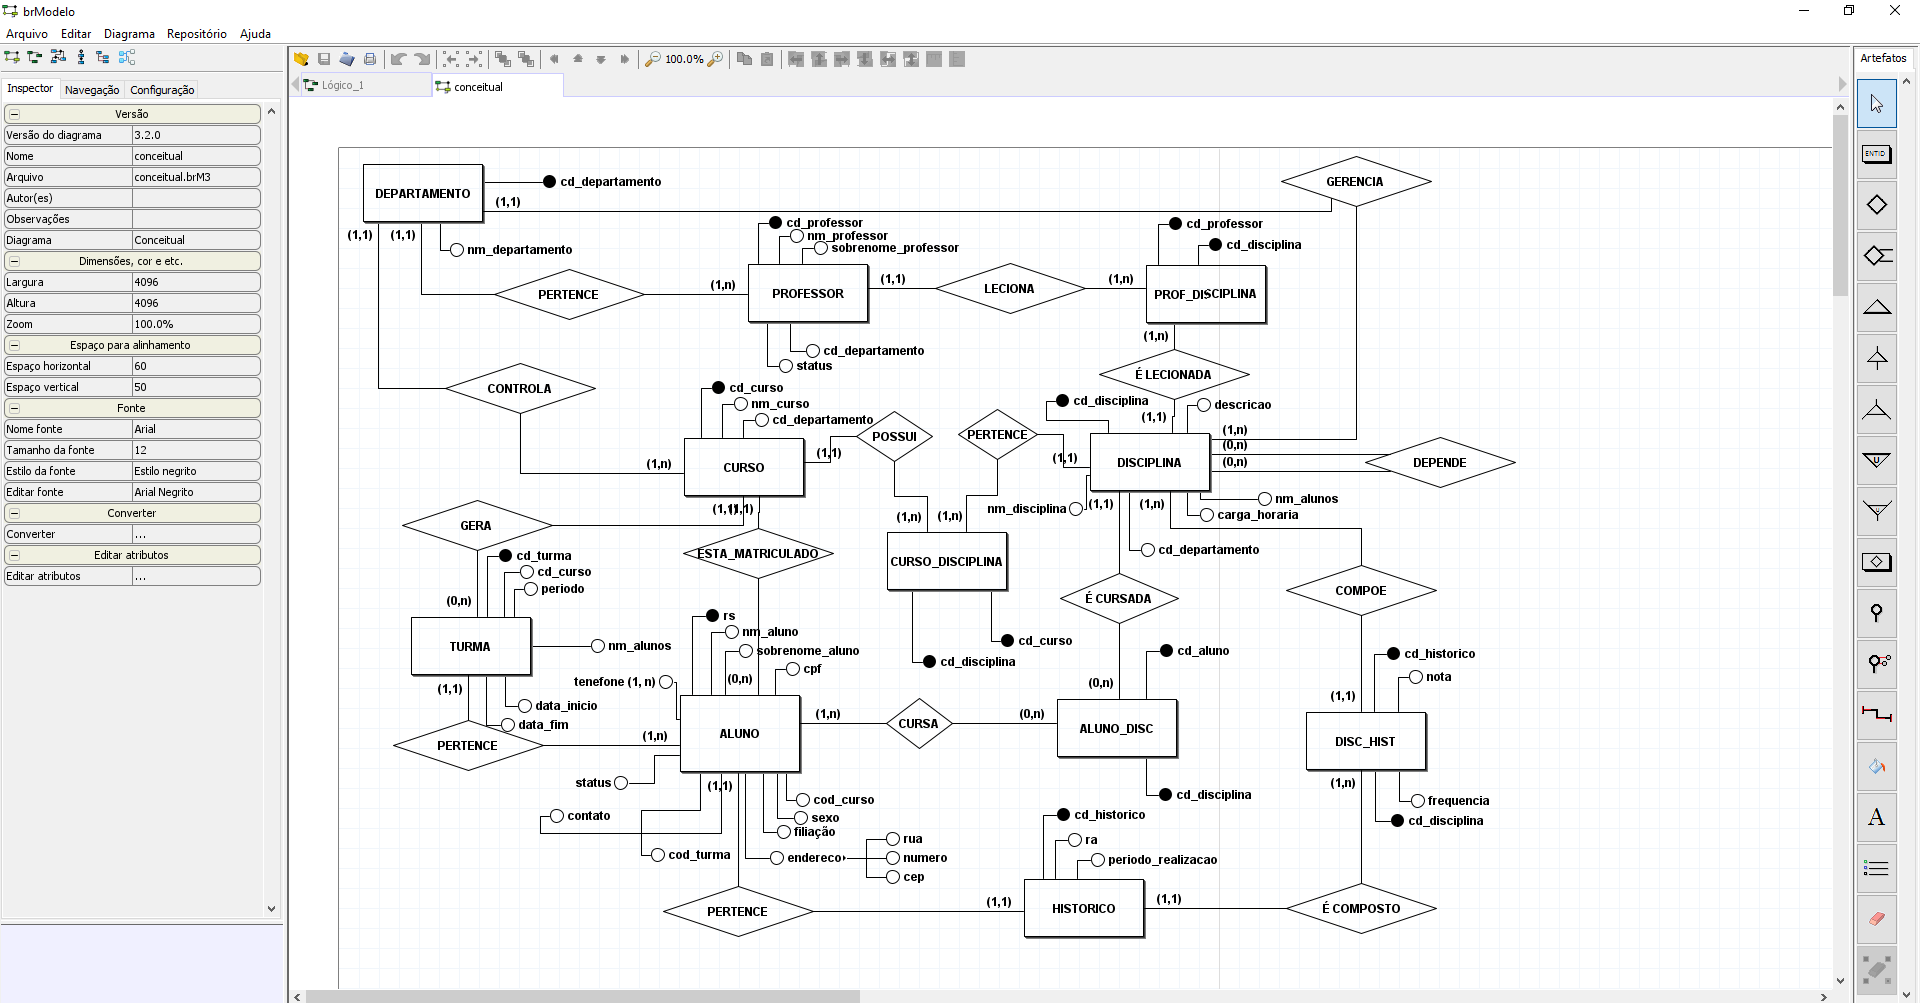 brModelo
Arquivo Editar Diagrama Repositório Ajuda
100.0%
Artefatos
Inspector Navegação Configuração
Lógico_1
conceitual
Versão
Versão do diagrama 3.2.0
Nome conceitual
Arquivo conceitual.brM3
Autor(es)
Observações
Diagrama Conceitual
Dimensões, cor e etc.
Largura 4096
Altura 4096
Zoom 100.0%
Espaço para alinhamento
Espaço horizontal 60
Espaço vertical 50
Fonte
Nome fonte Arial
Tamanho da fonte 12
Estilo da fonte Estilo negrito
Editar fonte Arial Negrito
Converter
Converter ...
Editar atributos
Editar atributos ...
DEPARTAMENTO
cd_departamento
(1,1)
GERENCIA
(1,1)
(1,1)
nm_departamento
cd_professor
nm_professor
sobrenome_professor
cd_professor
cd_disciplina
PERTENCE
(1,n)
PROFESSOR
(1,1)
LECIONA
(1,n)
PROF_DISCIPLINA
(1,n)
cd_departamento
status
CONTROLA
cd_curso
nm_curso
cd_departamento
POSSUI
PERTENCE
É LECIONADA
cd_disciplina
(1,1)
descricao
(1,n)
(0,n)
(0,n)
(1,n)
CURSO
(1,1)
(1,1)
DISCIPLINA
DEPENDE
nm_disciplina
(1,1)
(1,n)
nm_alunos
carga_horaria
cd_departamento
(1,1)
(1,1)
(1,n)
(1,n)
GERA
ESTA_MATRICULADO
CURSO_DISCIPLINA
cd_turma
cd_curso
periodo
(0,n)
É CURSADA
COMPOE
TURMA
nm_alunos
rs
nm_aluno
sobrenome_aluno
cpf
(0,n)
tenefone (1, n)
cd_curso
cd_disciplina
cd_aluno
(0,n)
cd_historico
nota
(1,1)
(1,1)
data_inicio
data_fim
PERTENCE
(1,n)
ALUNO
(1,n)
CURSA
(0,n)
ALUNO_DISC
DISC_HIST
status
(1,1)
(1,n)
contato
cod_curso
sexo
filiação
cod_turma
endereco
rua
numero
cep
cd_disciplina
frequencia
cd_disciplina
cd_historico
ra
periodo_realizacao
PERTENCE
(1,1)
HISTORICO
(1,1)
É COMPOSTO
ENTID
U
A